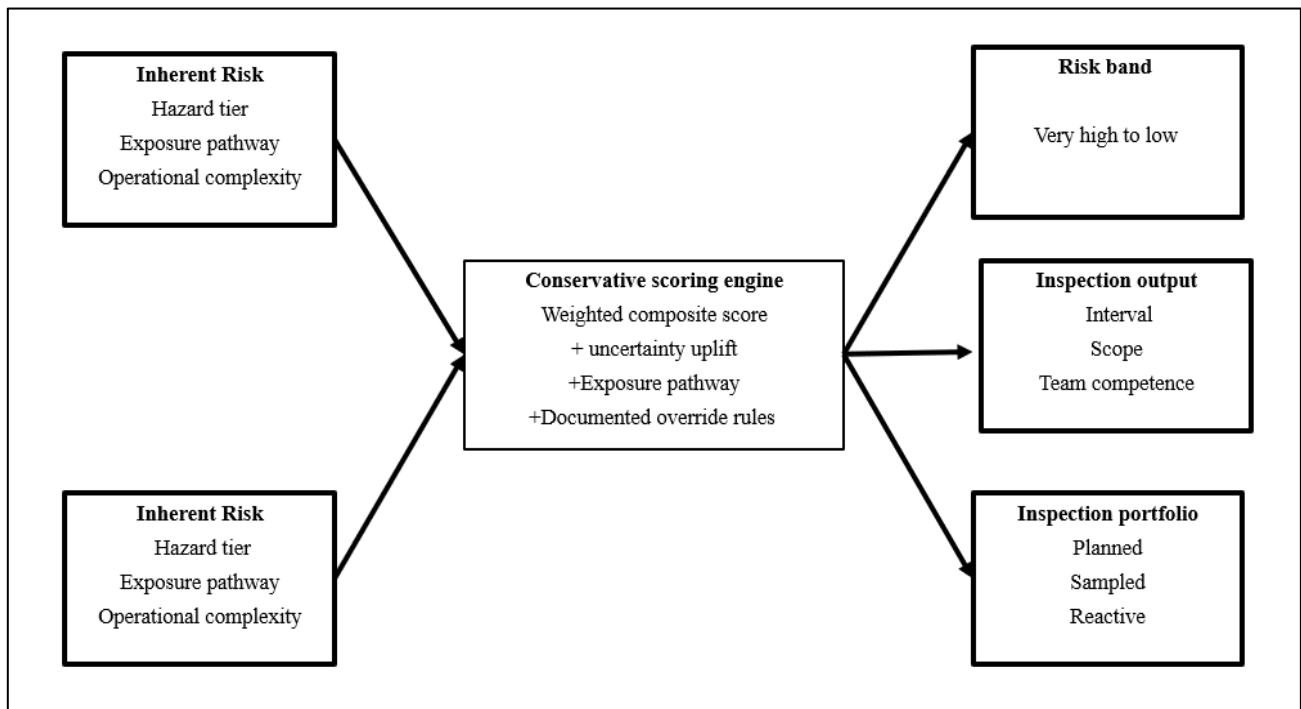 Inherent Risk
Hazard tier
Exposure pathway
Operational complexity
Inherent Risk
Hazard tier
Exposure pathway
Operational complexity
Conservative scoring engine
Weighted composite score
+ uncertainty uplift
+Exposure pathway
+Documented override rules
Risk band
Very high to low
Inspection output
Interval
Scope
Team competence
Inspection portfolio
Planned
Sampled
Reactive